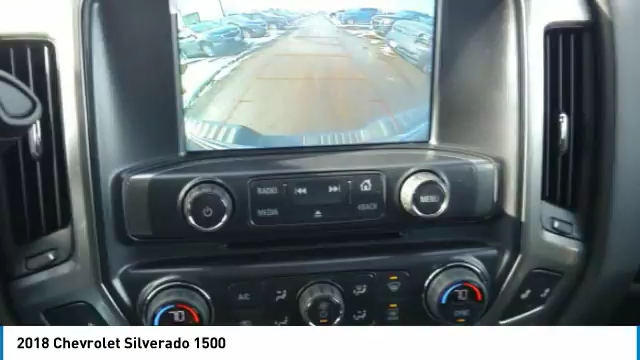 RADIO
MEDIA
BACK
MENU
A/C
70
70
2018 Chevrolet Silverado 1500